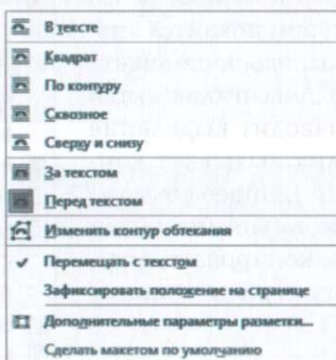 В тексте
Квадрат
По контуру
Сквозное
Сверху и снизу
За текстом
Перед текстом
Изменить контур обтекания
Перемещать с текстом
Зафиксировать положение на странице
Дополнительные параметры разметки...
Сделать макетом по умолчанию